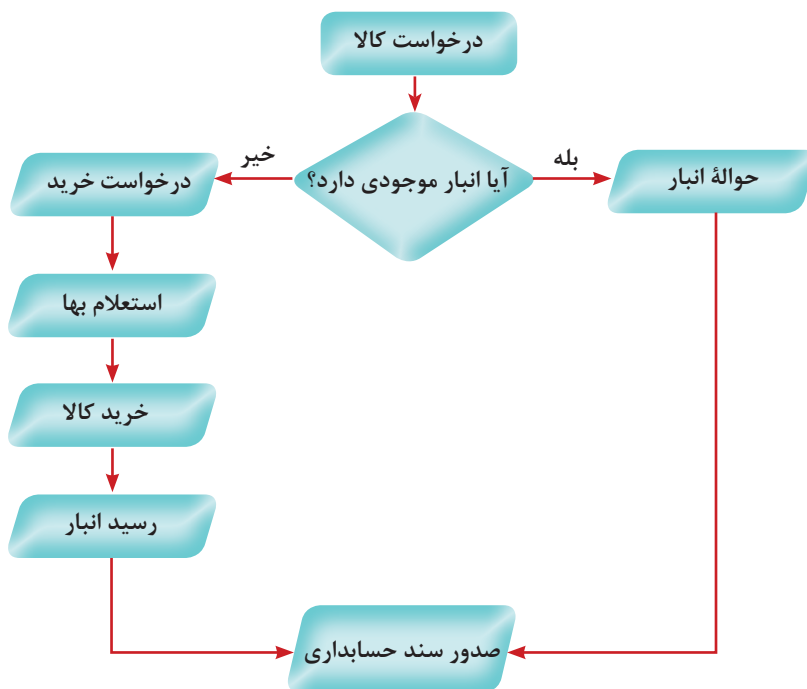 درخواست کالا
آیا انبار موجودی دارد؟
بله
حوالهٔ انبار
خیر
درخواست خرید
استعلام بها
خرید کالا
رسید انبار
صدور سند حسابداری